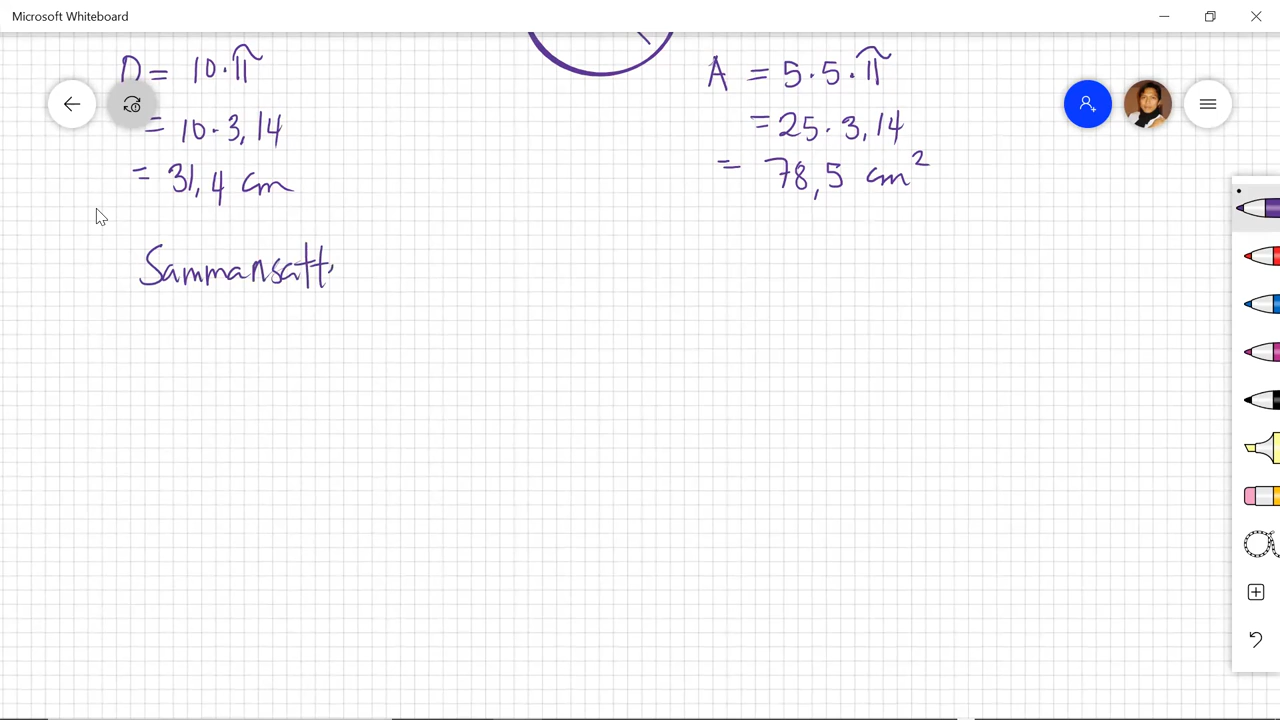 Microsoft Whiteboard
= 10·π
= 10·3,14
= 31,4 cm
A = 5·5·π
= 25·3,14
= 78,5 cm²
Sammansatt